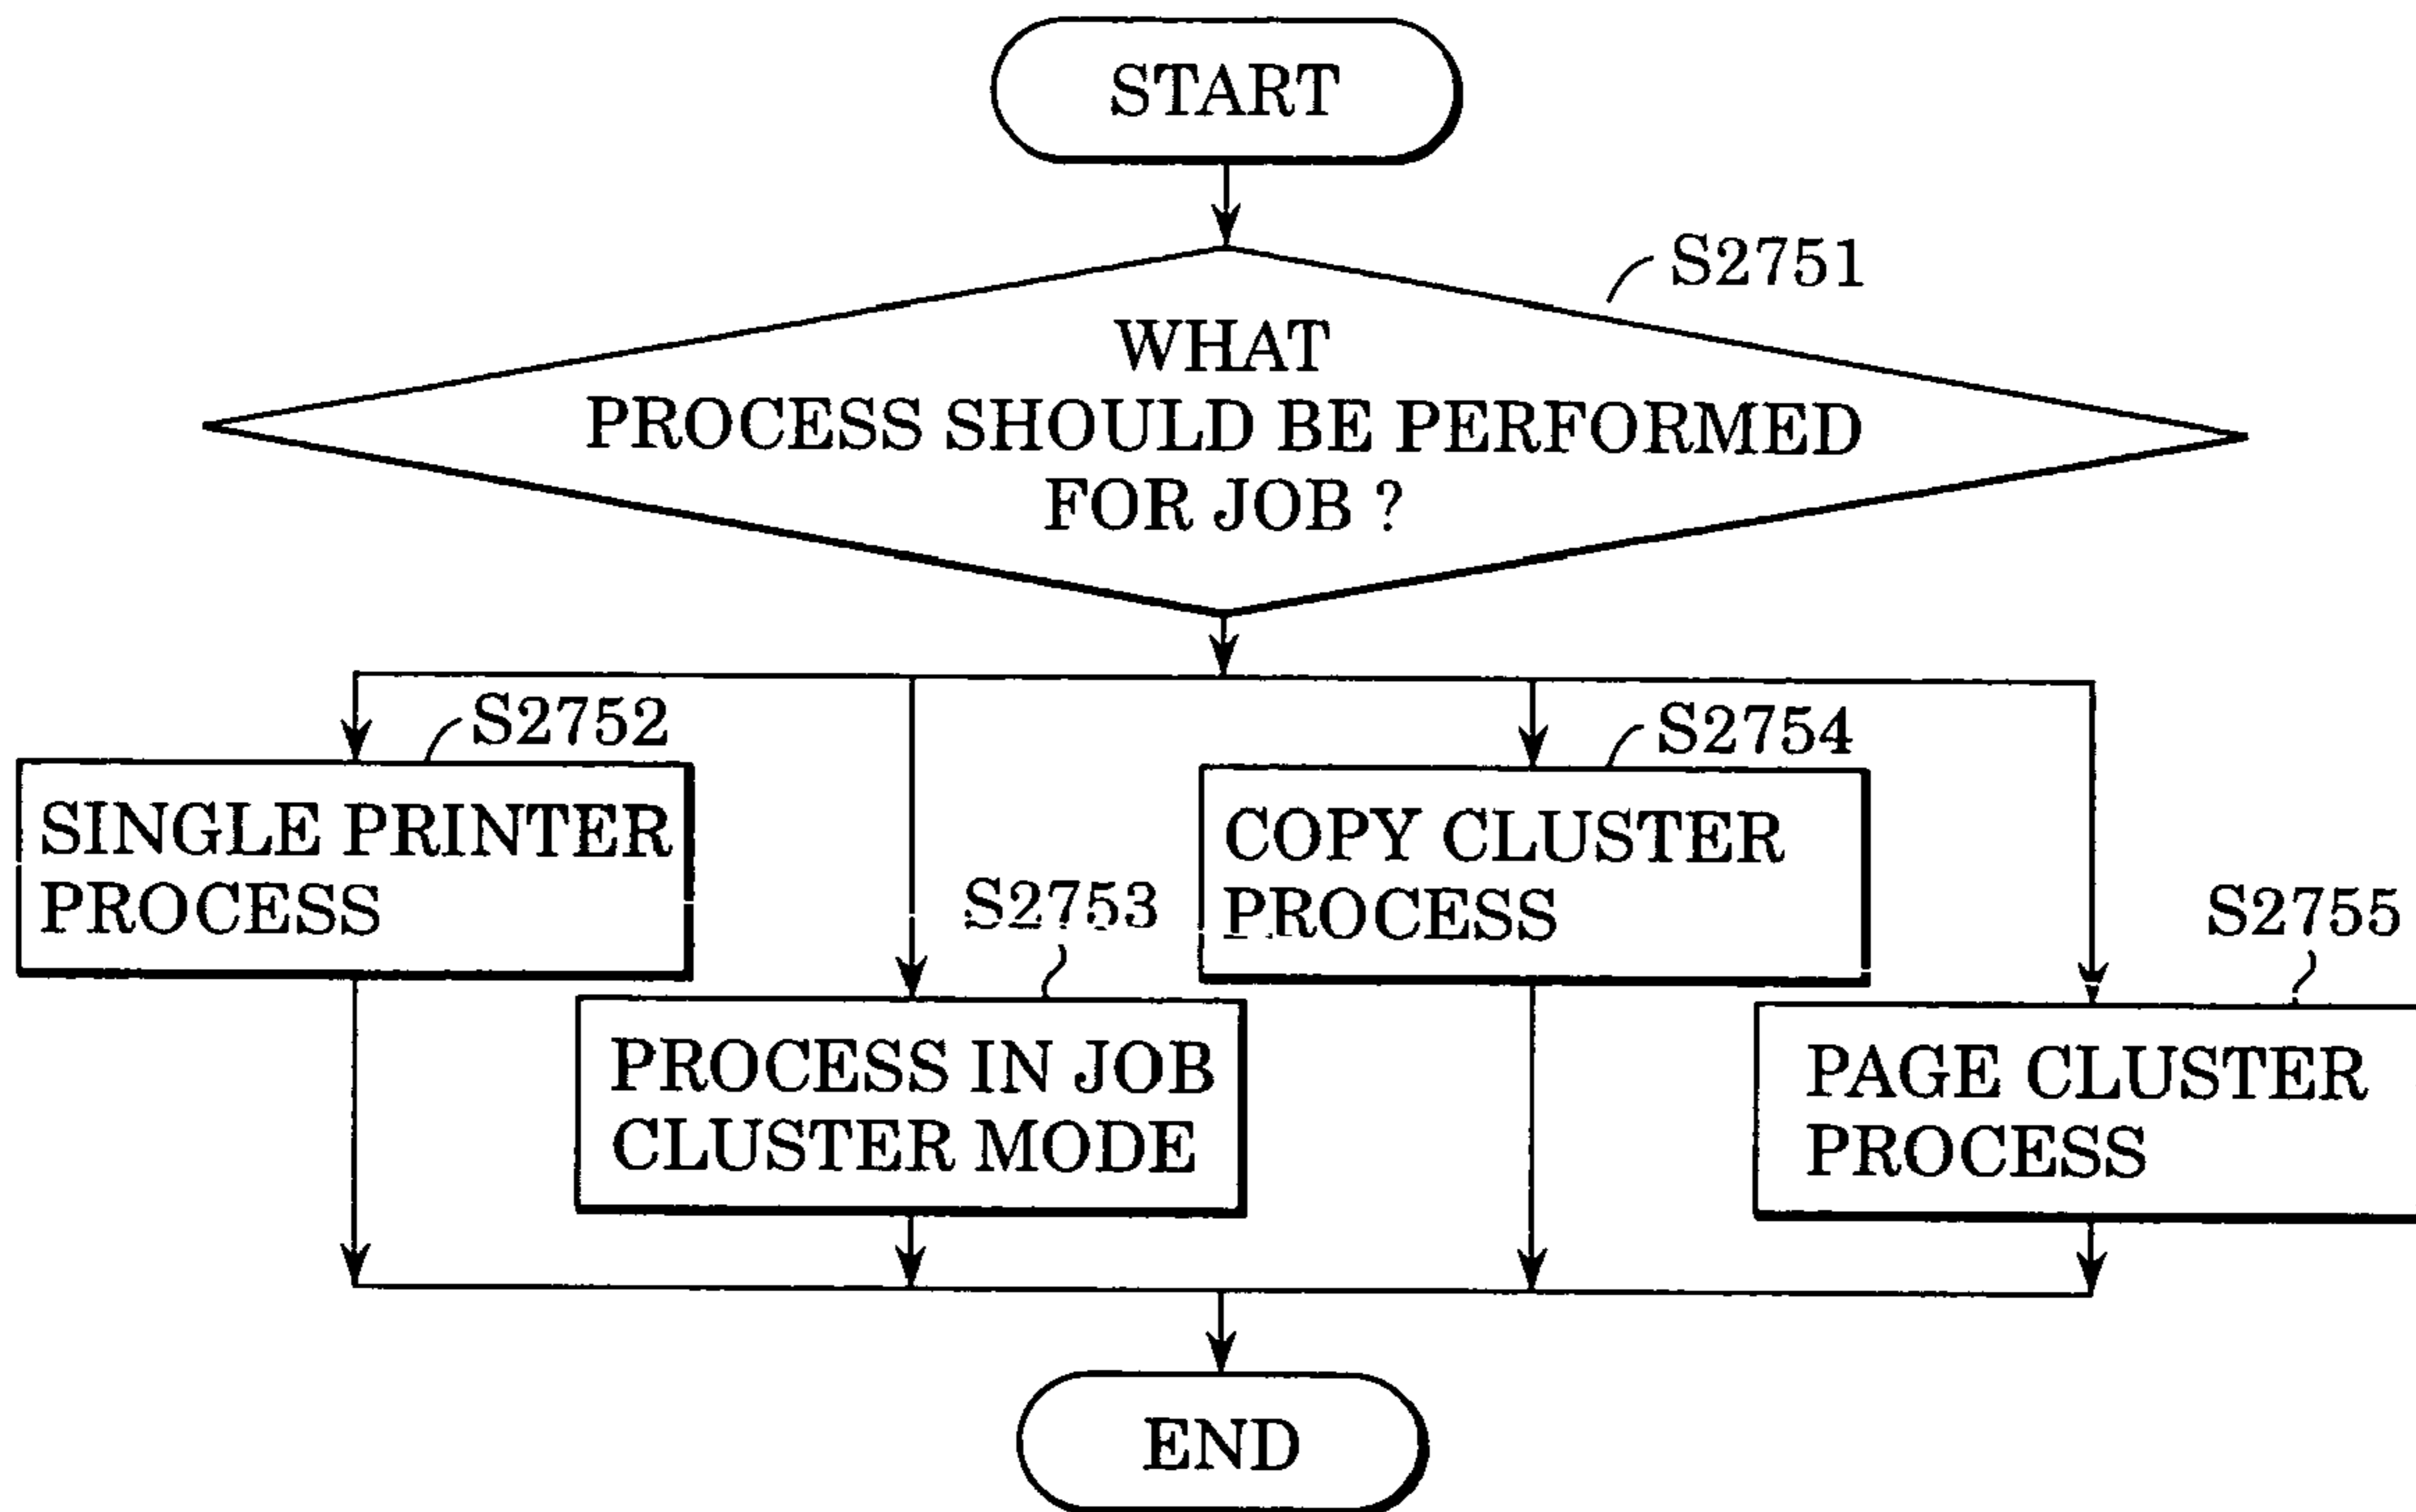 START
S2751
WHAT
PROCESS SHOULD BE PERFORMED
FOR JOB ?
S2752
SINGLE PRINTER
PROCESS
S2753
PROCESS IN JOB
CLUSTER MODE
S2754
COPY CLUSTER
PROCESS
S2755
PAGE CLUSTER
PROCESS
END